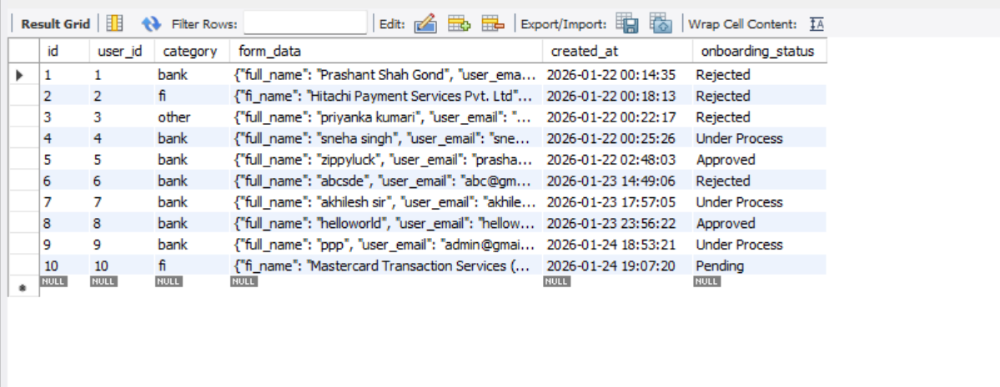 Result Grid Filter Rows: Edit: Export/Import: Wrap Cell Content: IA
id user_id category form_data created_at onboarding_status
1 1 bank {"full_name": "Prashant Shah Gond", "user_ema... 2026-01-22 00:14:35 Rejected
2 2 fi {"fi_name": "Hitachi Payment Services Pvt. Ltd"... 2026-01-22 00:18:13 Rejected
3 3 other {"full_name": "priyanka kumari", "user_email": "... 2026-01-22 00:22:17 Rejected
4 4 bank {"full_name": "sneha singh", "user_email": "sne... 2026-01-22 00:25:26 Under Process
5 5 bank {"full_name": "zippyluck", "user_email": "prasha... 2026-01-22 02:48:03 Approved
6 6 bank {"full_name": "abcsde", "user_email": "abc@gm... 2026-01-23 14:49:06 Rejected
7 7 bank {"full_name": "akhilesh sir", "user_email": "akhile... 2026-01-23 17:57:05 Under Process
8 8 bank {"full_name": "helloworld", "user_email": "hellow... 2026-01-23 23:56:22 Approved
9 9 bank {"full_name": "ppp", "user_email": "admin@gmai... 2026-01-24 18:53:21 Under Process
10 10 fi {"fi_name": "Mastercard Transaction Services (... 2026-01-24 19:07:20 Pending
NULL NULL NULL NULL NULL NULL